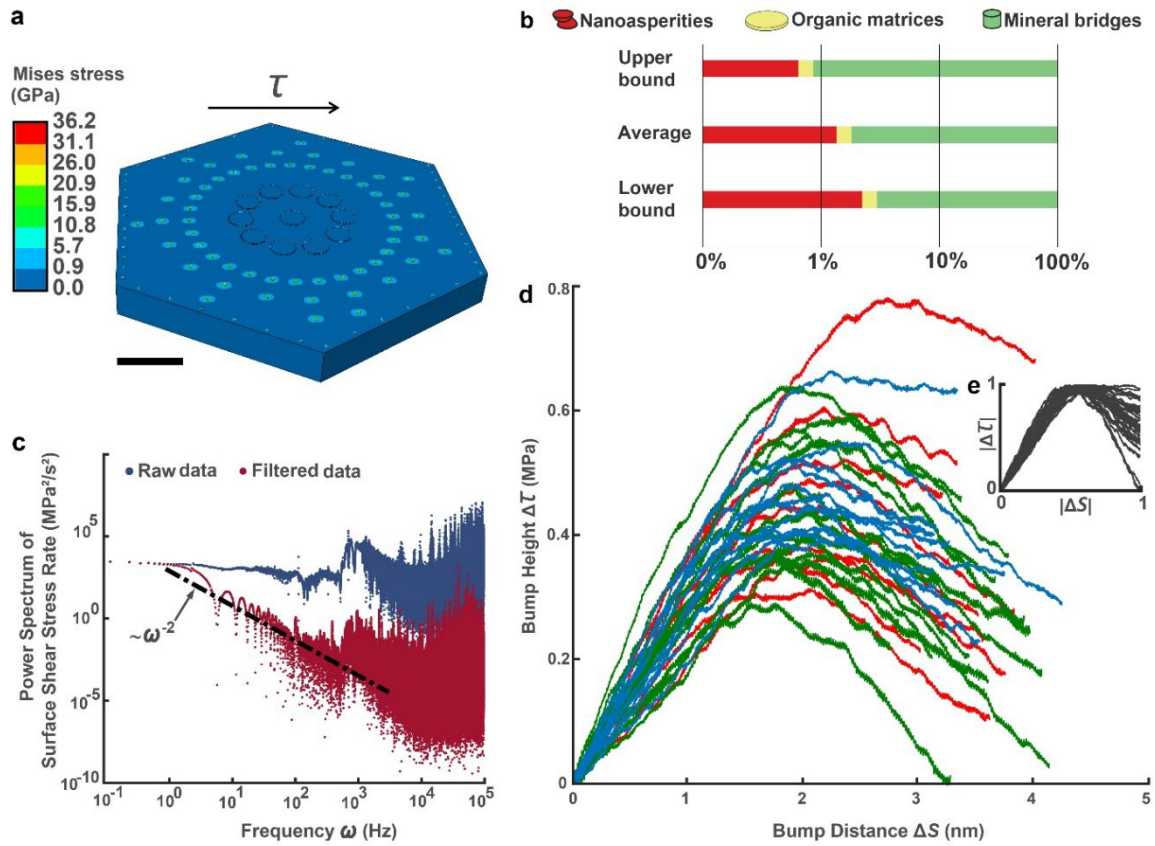 a
Mises stress
(GPa)
36.2
31.1
26.0
20.9
15.9
10.8
5.7
0.9
0.0
τ
b
Nanoasperities
Organic matrices
Mineral bridges
Upper
bound
Average
Lower
bound
0%
1%
10%
100%
c
Raw data
Filtered data
Power Spectrum of
Surface Shear Stress Rate (MPa²/s²)
10⁵
10⁰
10⁻⁵
10⁻¹⁰
~ω⁻²
10⁻¹
10⁰
10¹
10²
10³
10⁴
10⁵
Frequency ω (Hz)
d
Bump Height Δτ (MPa)
0.8
0.6
0.4
0.2
0
0
1
2
3
4
5
Bump Distance ΔS (nm)
e
|Δτ|
1
0
0
1
|ΔS|